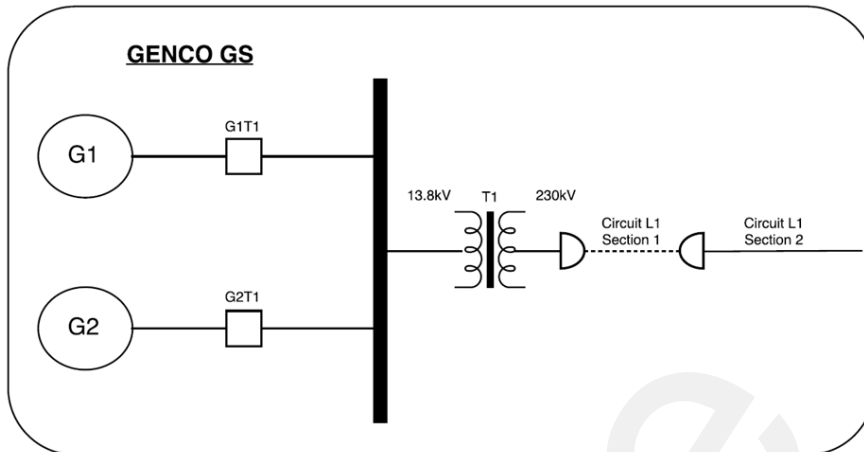 GENCO GS
G1T1
G1
13.8kV T1 230kV
Circuit L1 Circuit L1
Section 1 Section 2
G2T1
G2